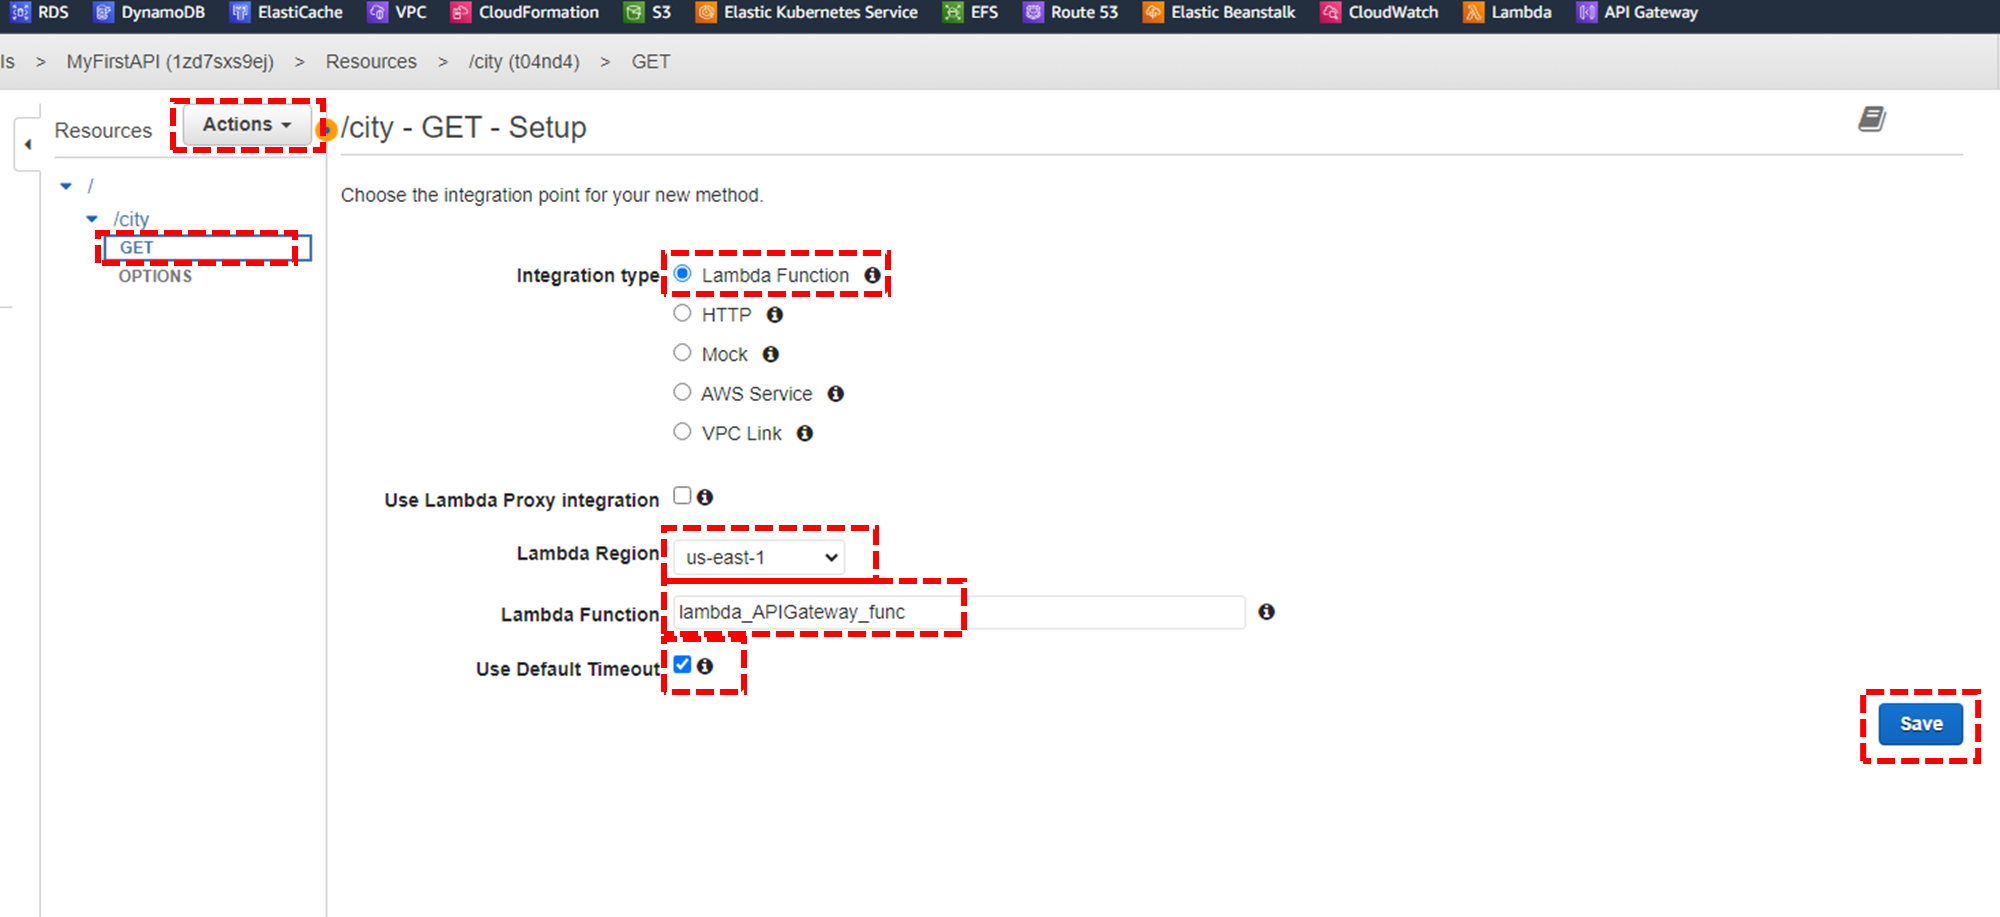 RDS DynamoDB ElastiCache VPC CloudFormation S3 Elastic Kubernetes Service EFS Route 53 Elastic Beanstalk CloudWatch Lambda API Gateway
ls > MyFirstAPI (1zd7sxs9ej) > Resources > /city (t04nd4) > GET
Resources Actions /city - GET - Setup
/
Choose the integration point for your new method.
/city
GET
OPTIONS
Integration type Lambda Function
HTTP
Mock
AWS Service
VPC Link
Use Lambda Proxy integration
Lambda Region us-east-1
Lambda Function lambda_APIGateway_func
Use Default Timeout
Save